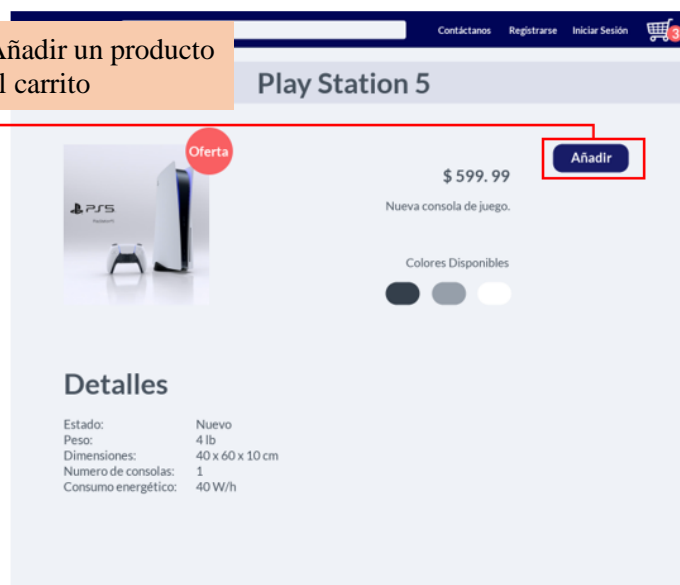 Contáctanos Registrarse Iniciar Sesión 3
Añadir un producto
l carrito
Play Station 5
Oferta
Añadir
$ 599. 99
Nueva consola de juego.
PS5
Colores Disponibles
Detalles
Estado: Nuevo
Peso: 4 lb
Dimensiones: 40 x 60 x 10 cm
Numero de consolas: 1
Consumo energético: 40 W/h